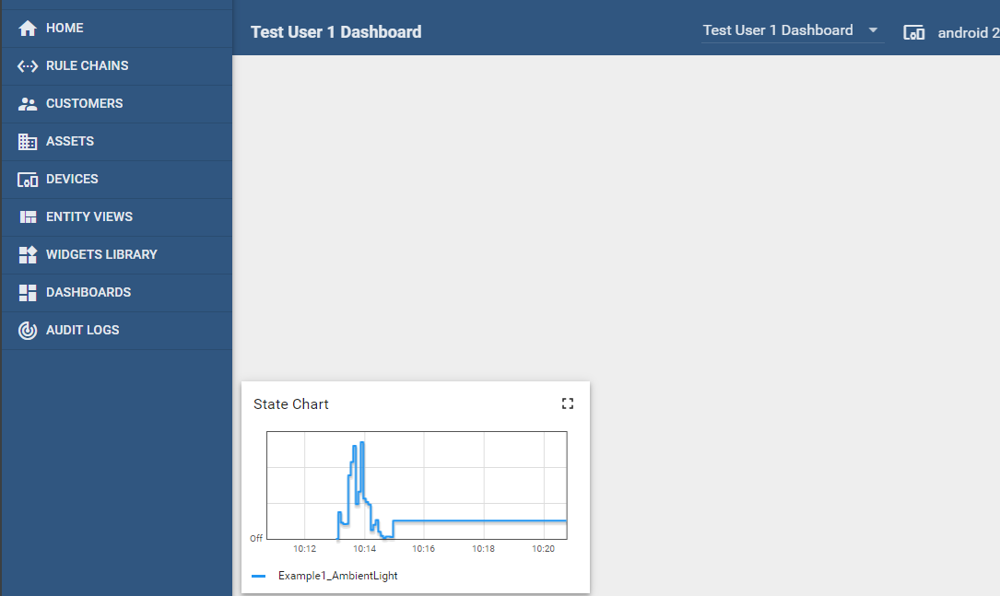 HOME
RULE CHAINS
CUSTOMERS
ASSETS
DEVICES
ENTITY VIEWS
WIDGETS LIBRARY
DASHBOARDS
AUDIT LOGS
Test User 1 Dashboard
Test User 1 Dashboard
android 2
State Chart
Off
10:12 10:14 10:16 10:18 10:20
Example1_AmbientLight